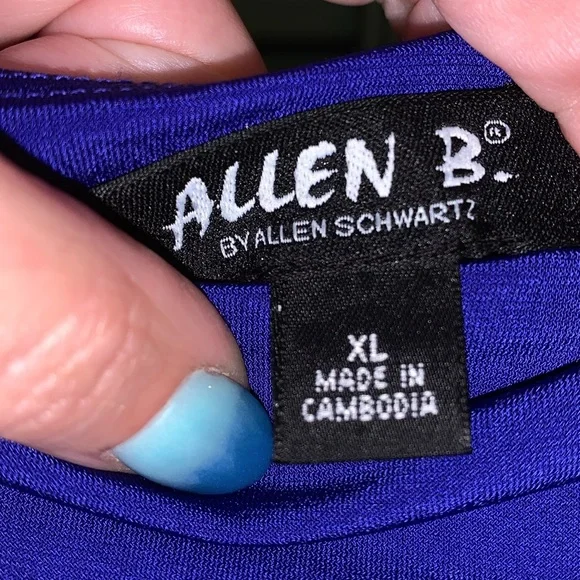 ALLEN B.®
BY ALLEN SCHWARTZ
XL
MADE IN
CAMBODIA